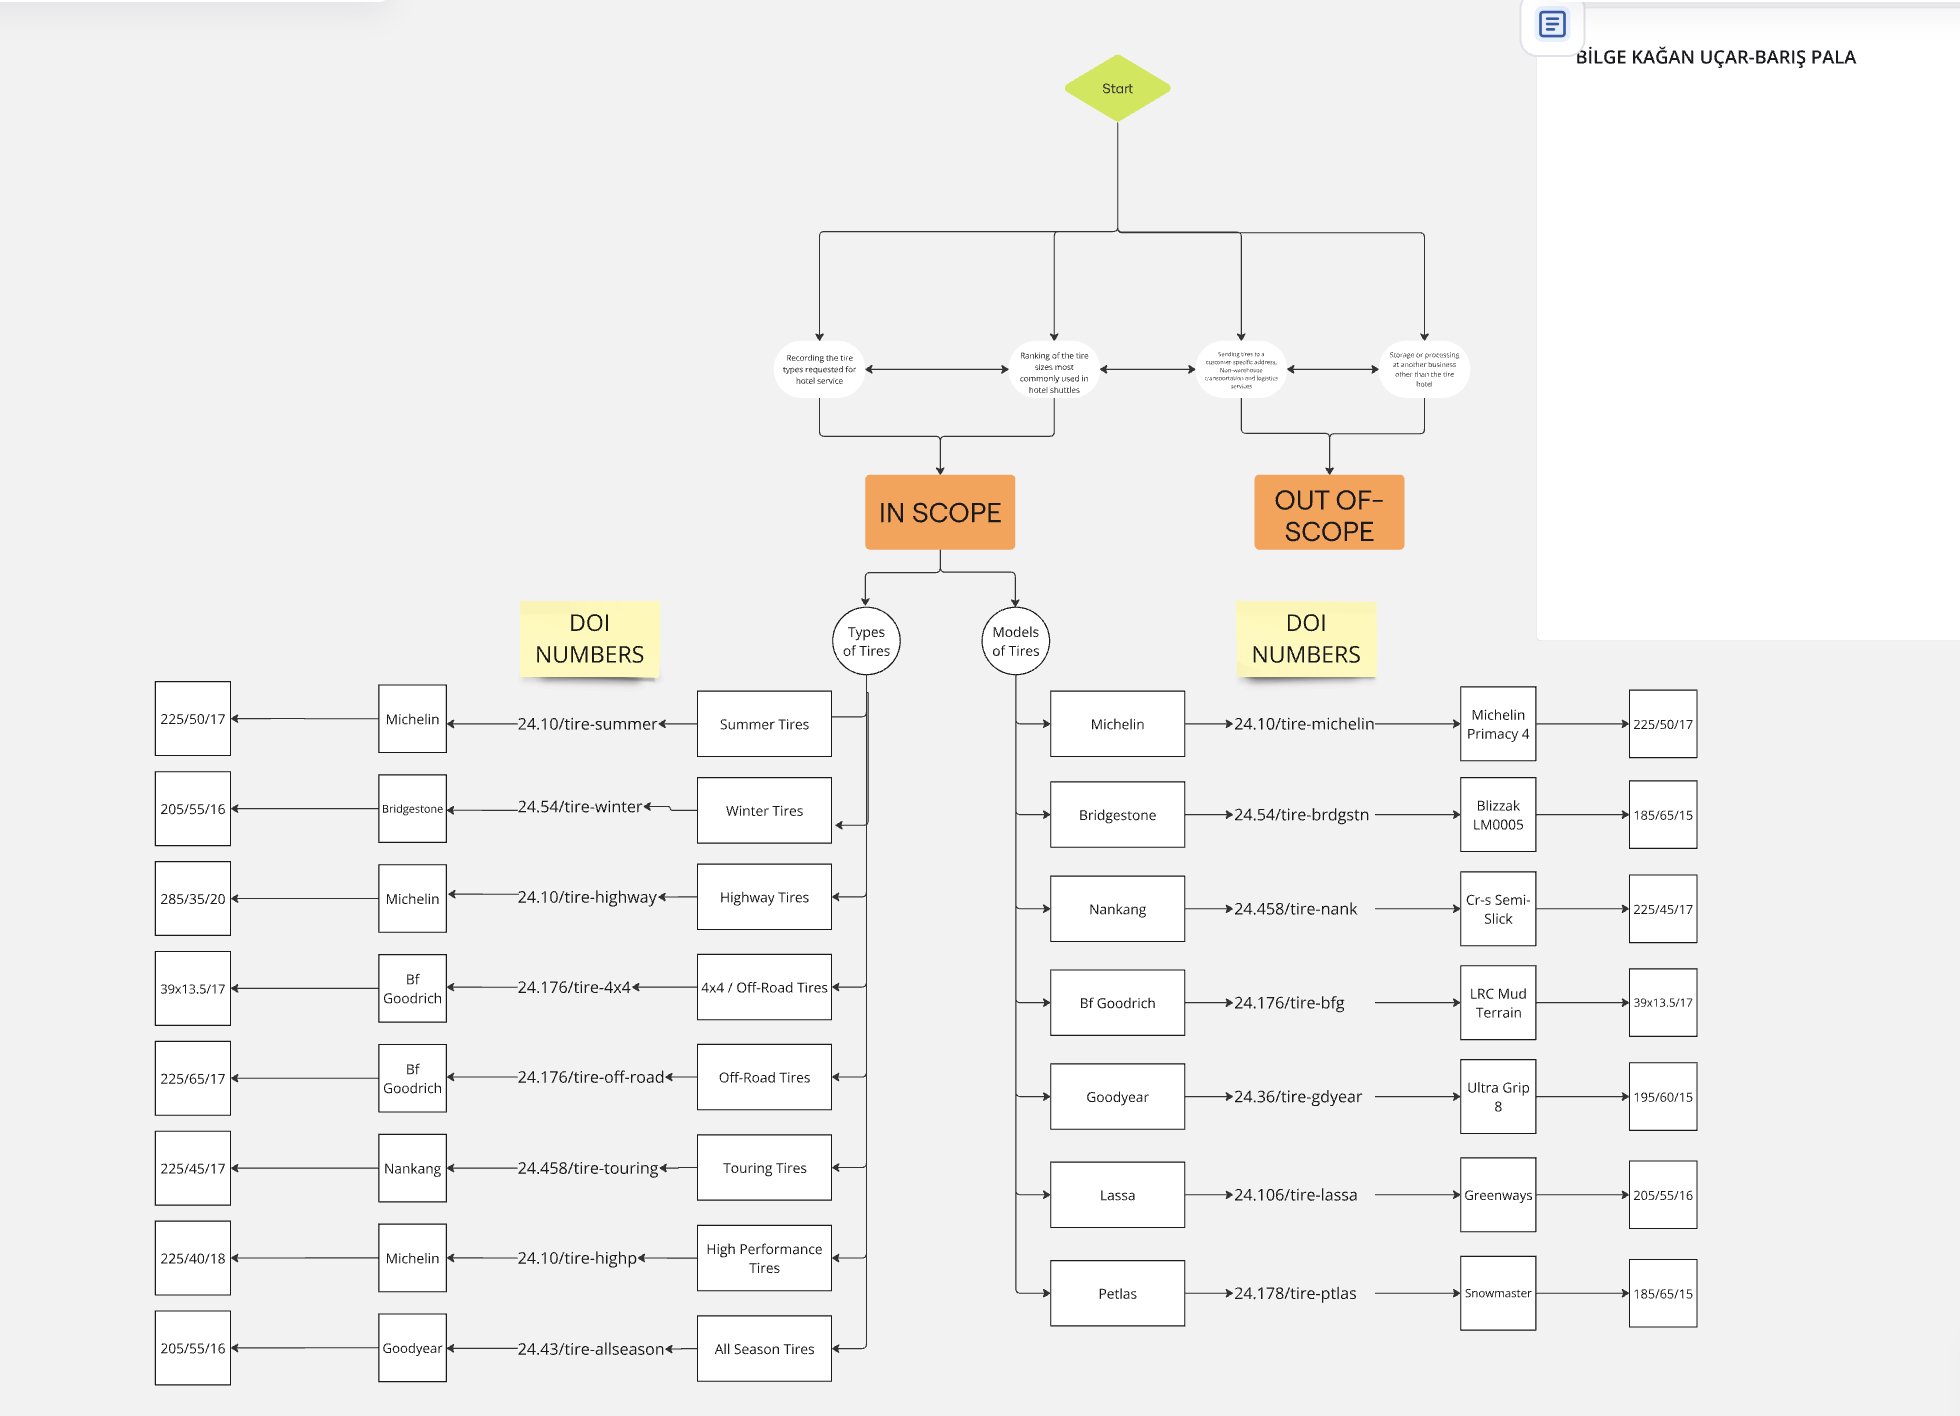 BİLGE KAĞAN UÇAR-BARIŞ PALA
Start
Recording the tire
types requested for
hotel service
Ranking of the tire
sizes most
commonly used in
hotel shuttles
Sending tires to a
customer-specific address,
Non-warehouse
transportation and logistics
services
Storage or processing
at another business
other than the tire
hotel
IN SCOPE
OUT OF-
SCOPE
DOI
NUMBERS
Types
of Tires
Models
of Tires
DOI
NUMBERS
225/50/17
Michelin
24.10/tire-summer
Summer Tires
205/55/16
Bridgestone
24.54/tire-winter
Winter Tires
285/35/20
Michelin
24.10/tire-highway
Highway Tires
39x13.5/17
Bf
Goodrich
24.176/tire-4x4
4x4 / Off-Road Tires
225/65/17
Bf
Goodrich
24.176/tire-off-road
Off-Road Tires
225/45/17
Nankang
24.458/tire-touring
Touring Tires
225/40/18
Michelin
24.10/tire-highp
High Performance
Tires
205/55/16
Goodyear
24.43/tire-allseason
All Season Tires
Michelin
24.10/tire-michelin
Michelin
Primacy 4
225/50/17
Bridgestone
24.54/tire-brdgstn
Blizzak
LM0005
185/65/15
Nankang
24.458/tire-nank
Cr-s Semi-
Slick
225/45/17
Bf Goodrich
24.176/tire-bfg
LRC Mud
Terrain
39x13.5/17
Goodyear
24.36/tire-gdyear
Ultra Grip
8
195/60/15
Lassa
24.106/tire-lassa
Greenways
205/55/16
Petlas
24.178/tire-ptlas
Snowmaster
185/65/15